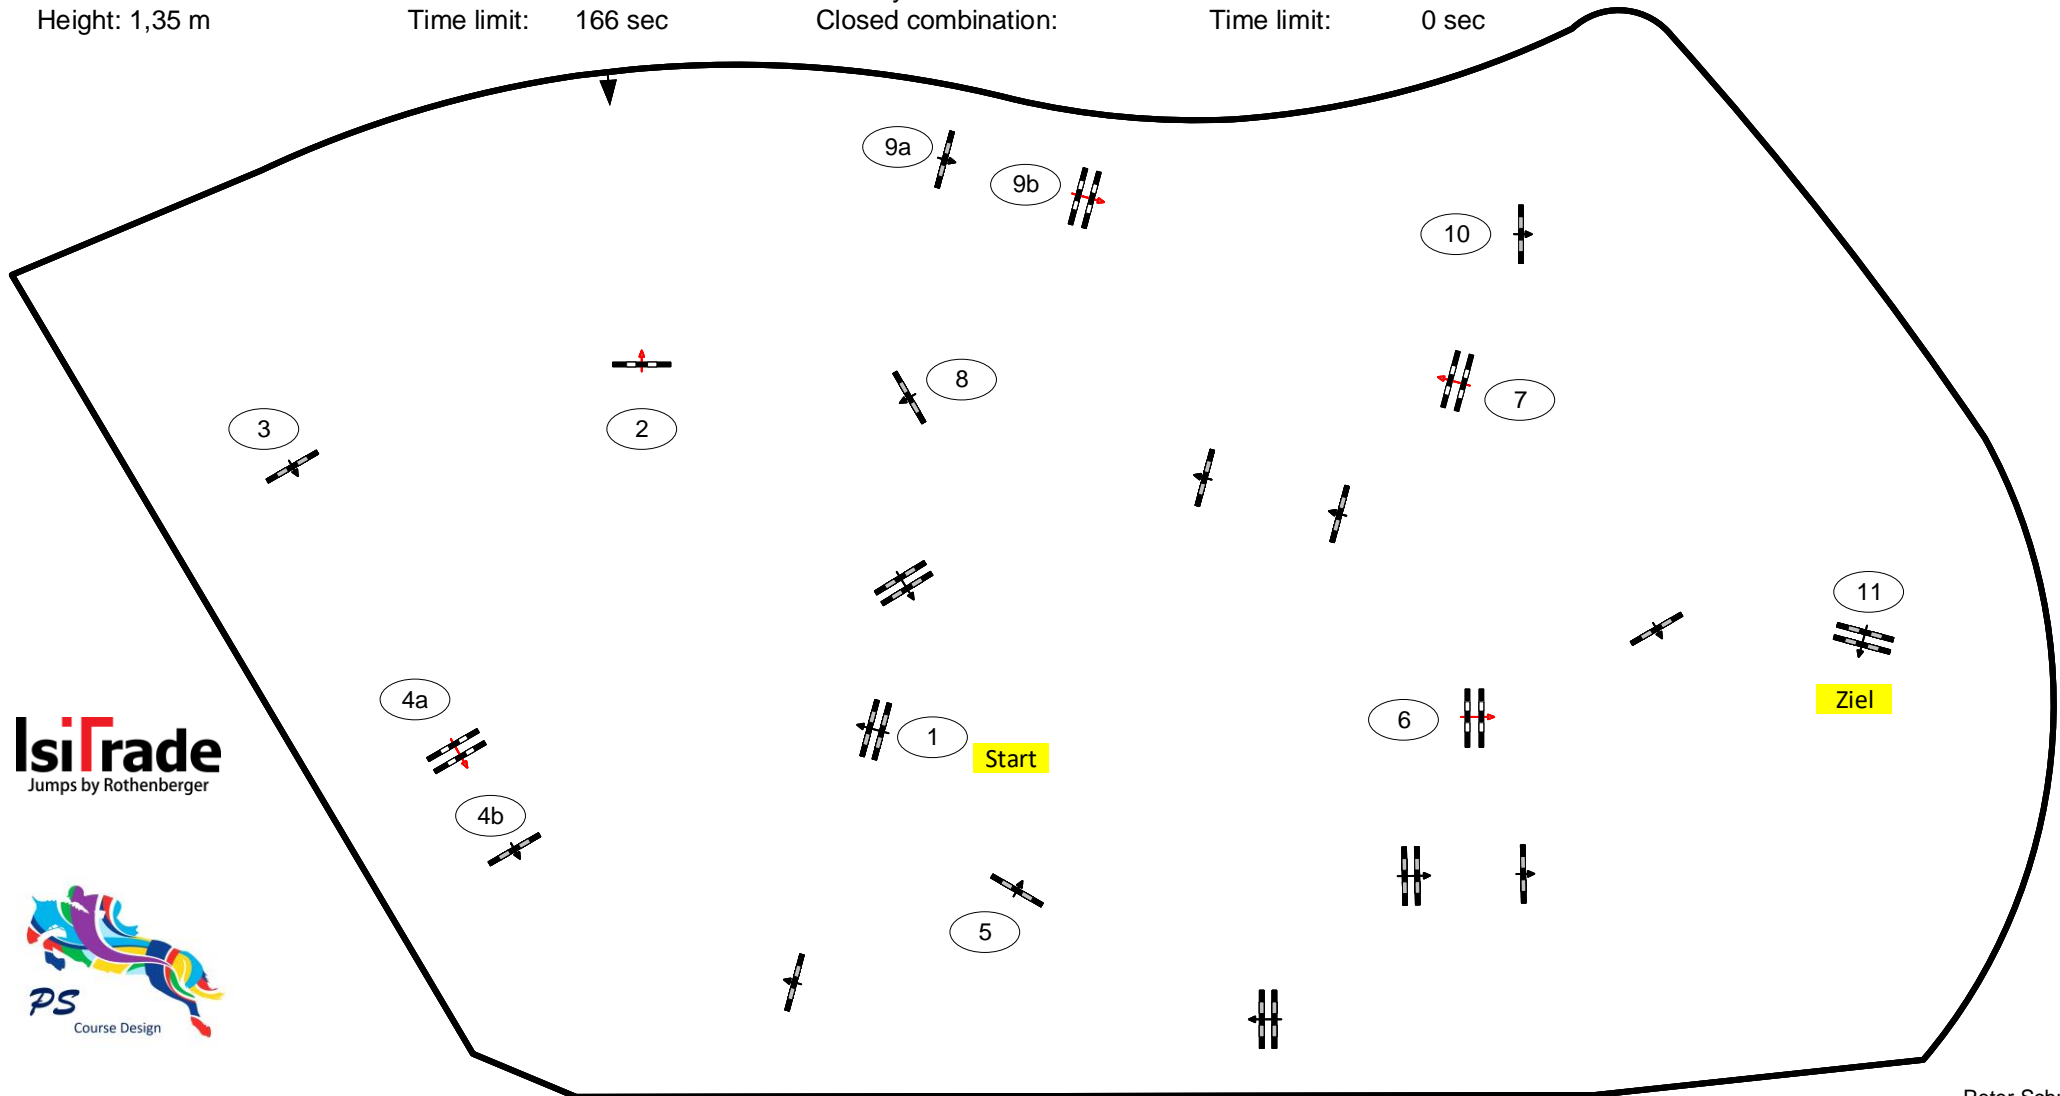 Height: 1,35 m Time limit: 166 sec Closed combination: Time limit: 0 sec
9a
9b
10
8
7
3
2
11
4a
6
Ziel
1
Start
IsiTrade
Jumps by Rothenberger
4b
5
PS
Course Design